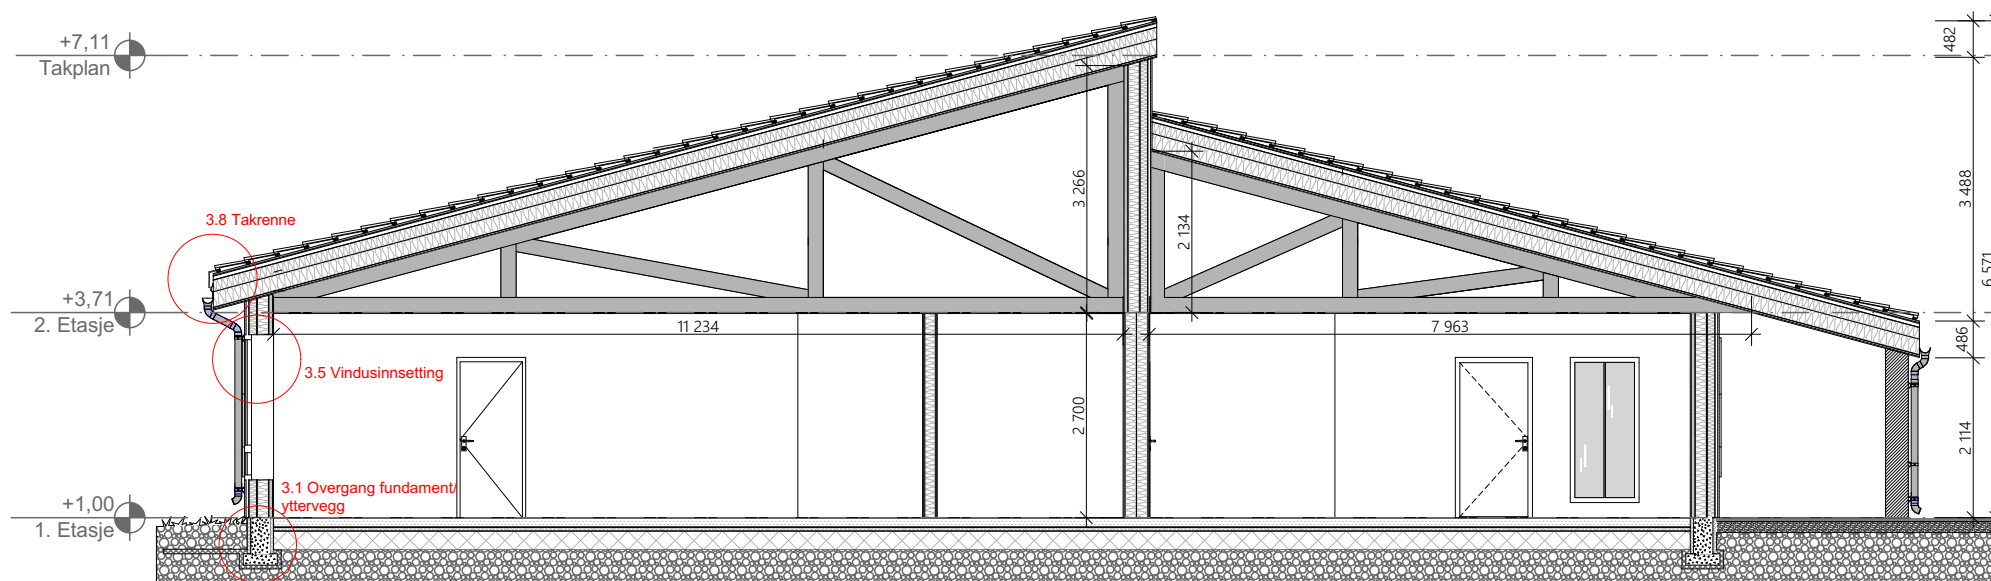 +7,11
Takplan
482
3 266
3 488
2 134
6 571
3.8 Takrenne
+3,71
2. Etasje
11 234
7 963
486
3.5 Vindusinnsetting
2 700
2 114
3.1 Overgang fundament/
yttervegg
+1,00
1. Etasje